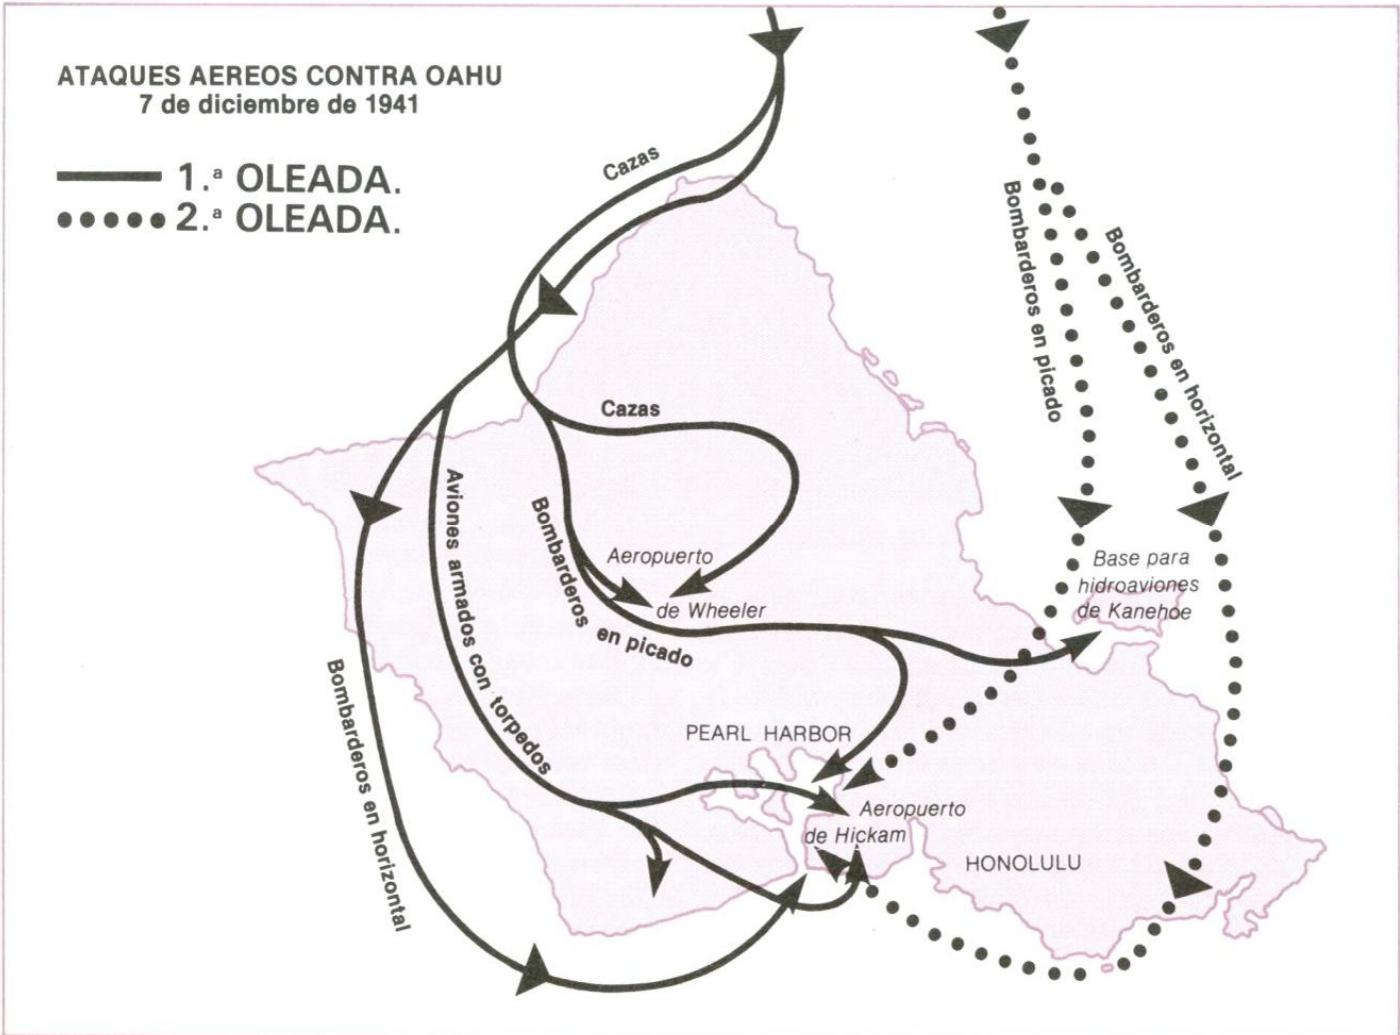 ATAQUES AEREOS CONTRA OAHU
7 de diciembre de 1941
1.ª OLEADA.
2.ª OLEADA.
Cazas
Bombarderos en picado
Bombarderos en horizontal
Cazas
Aviones armados con torpedos
Bombarderos en picado
Aeropuerto
de Wheeler
Base para
hidroaviones
de Kanehoe
Bombarderos en horizontal
PEARL HARBOR
Aeropuerto
de Hickam
HONOLULU